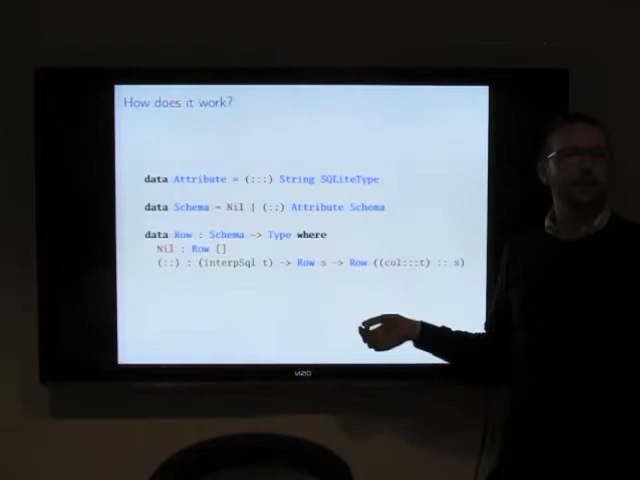 How does it work?
data Attribute = (:::) String SQLiteType
data Schema = Nil | (::) Attribute Schema
data Row : Schema -> Type where
Nil : Row []
(::) : (interpSql t) -> Row s -> Row ((col:::t) :: s)
VIZIO